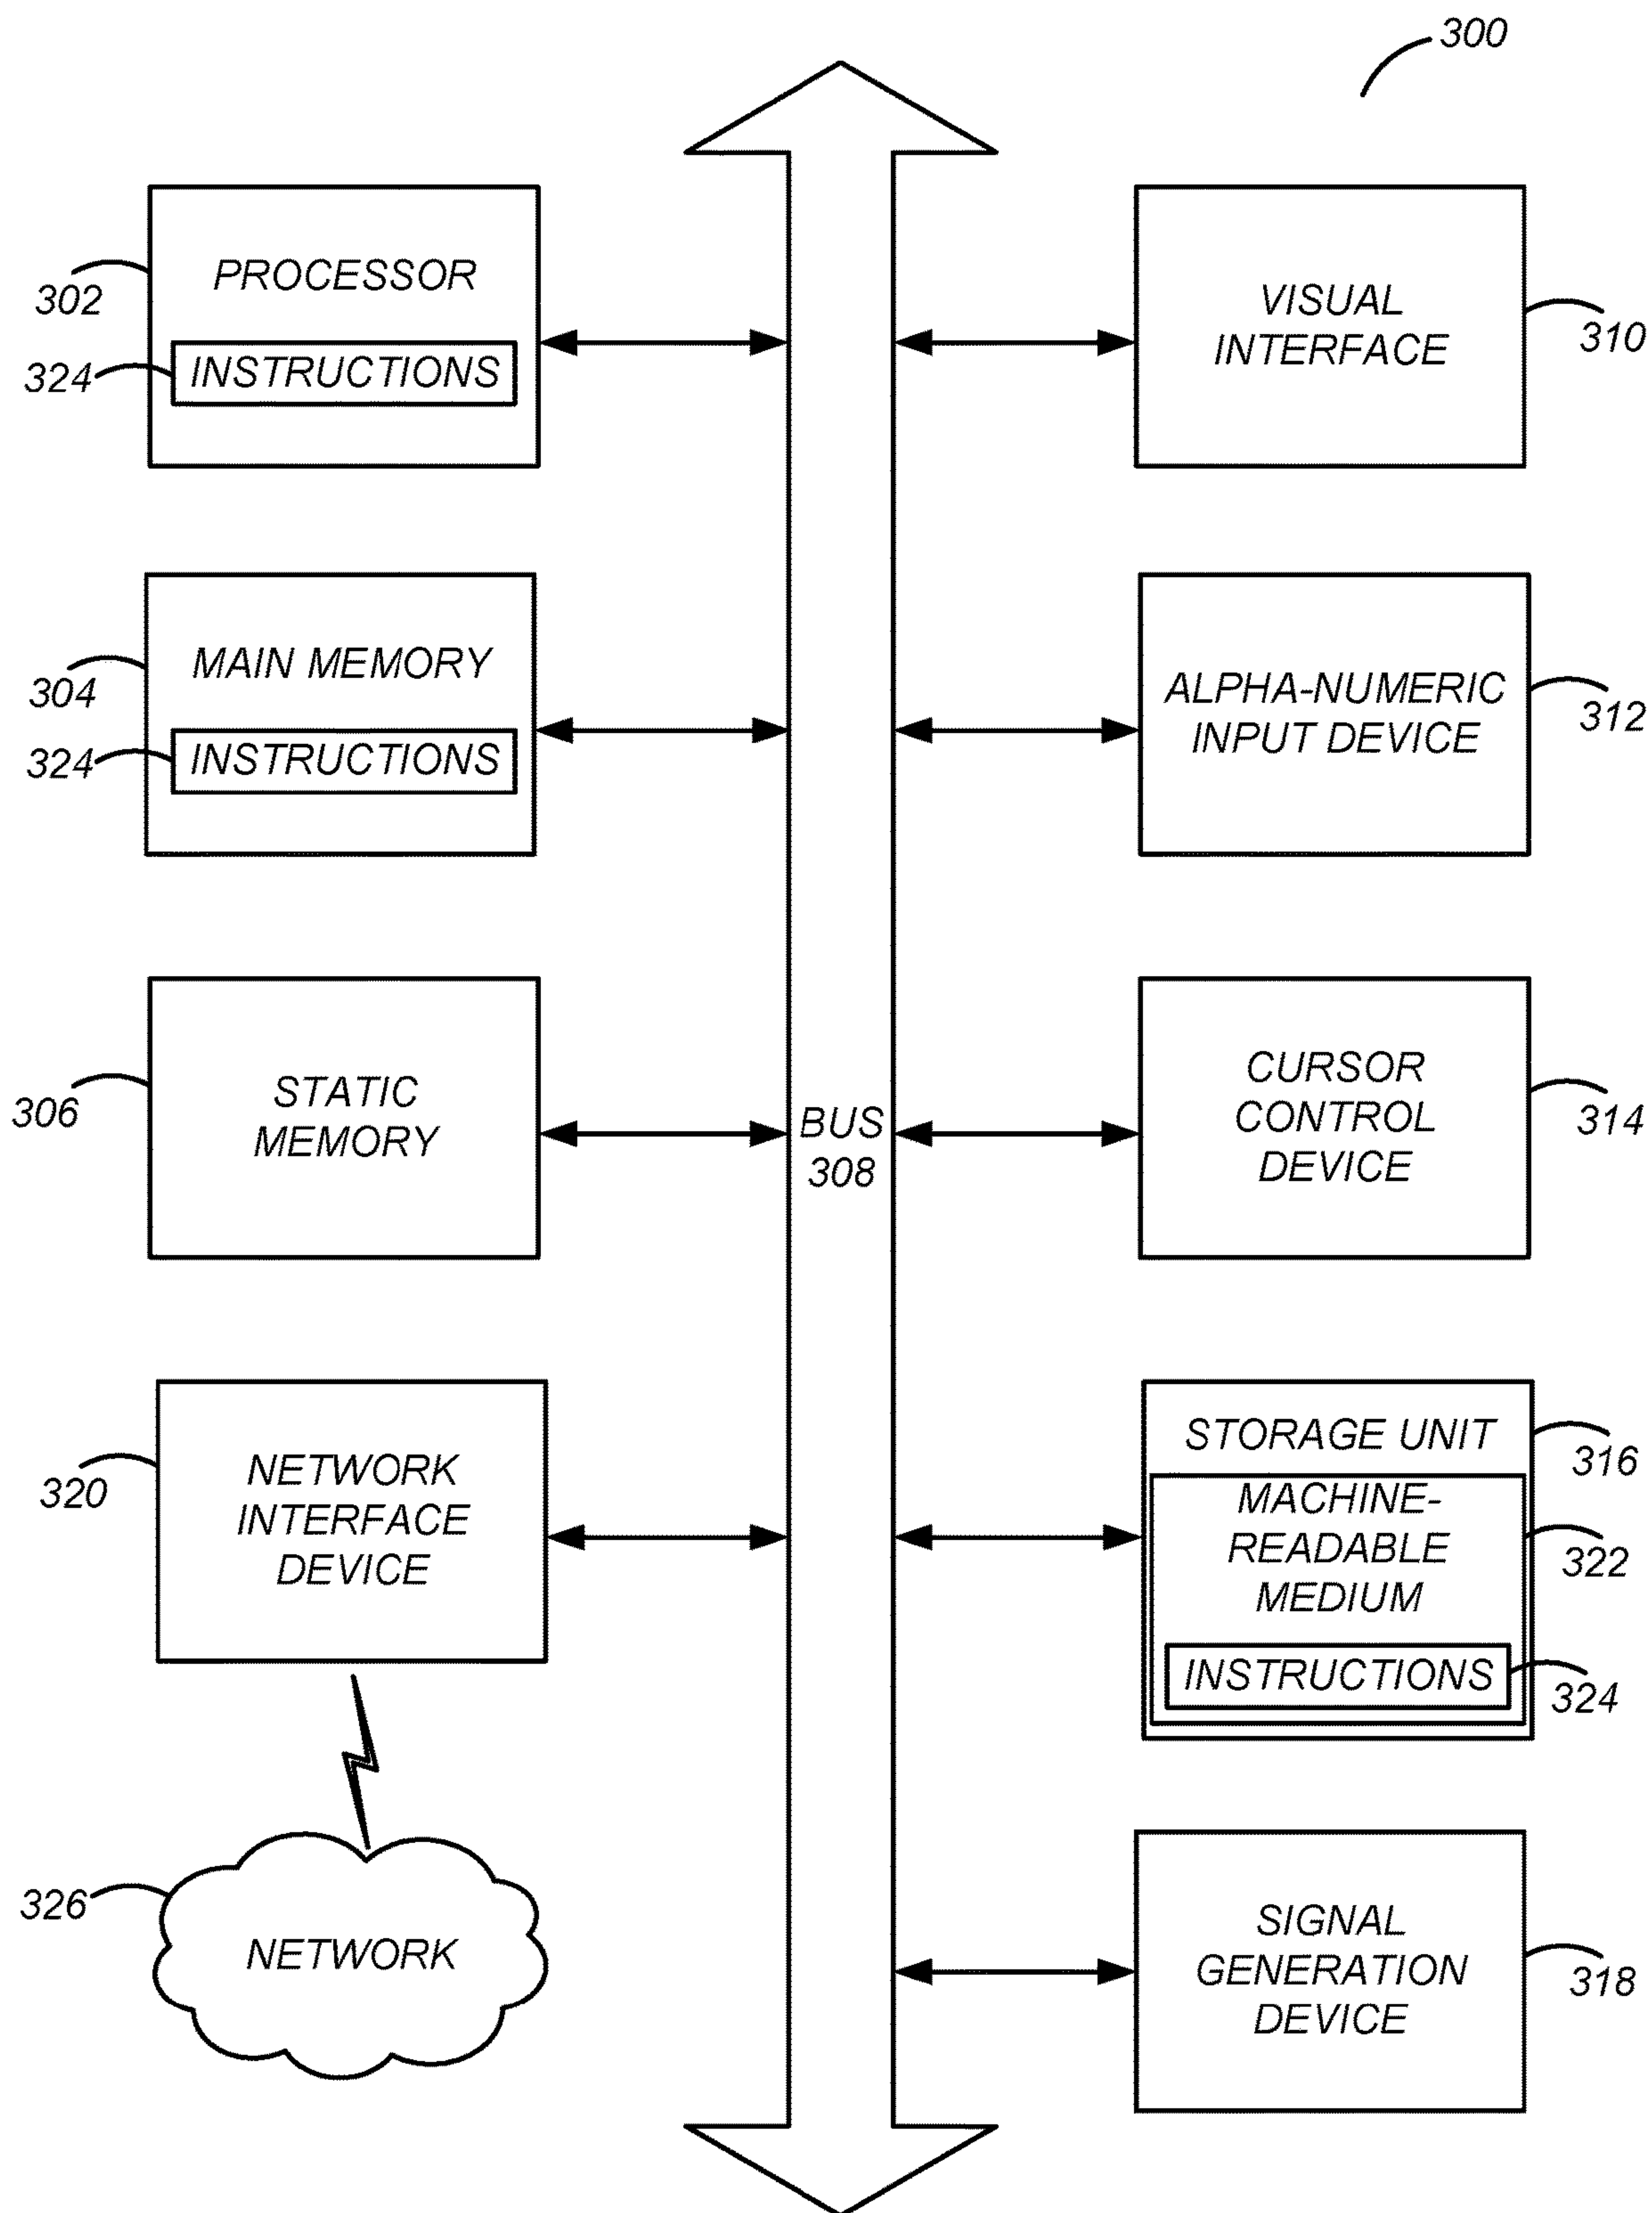 300
PROCESSOR
302
324
INSTRUCTIONS
VISUAL
INTERFACE
310
MAIN MEMORY
304
324
INSTRUCTIONS
ALPHA-NUMERIC
INPUT DEVICE
312
STATIC
MEMORY
306
BUS
308
CURSOR
CONTROL
DEVICE
314
NETWORK
INTERFACE
DEVICE
320
STORAGE UNIT
316
MACHINE-
READABLE
MEDIUM
322
INSTRUCTIONS
324
326
NETWORK
SIGNAL
GENERATION
DEVICE
318